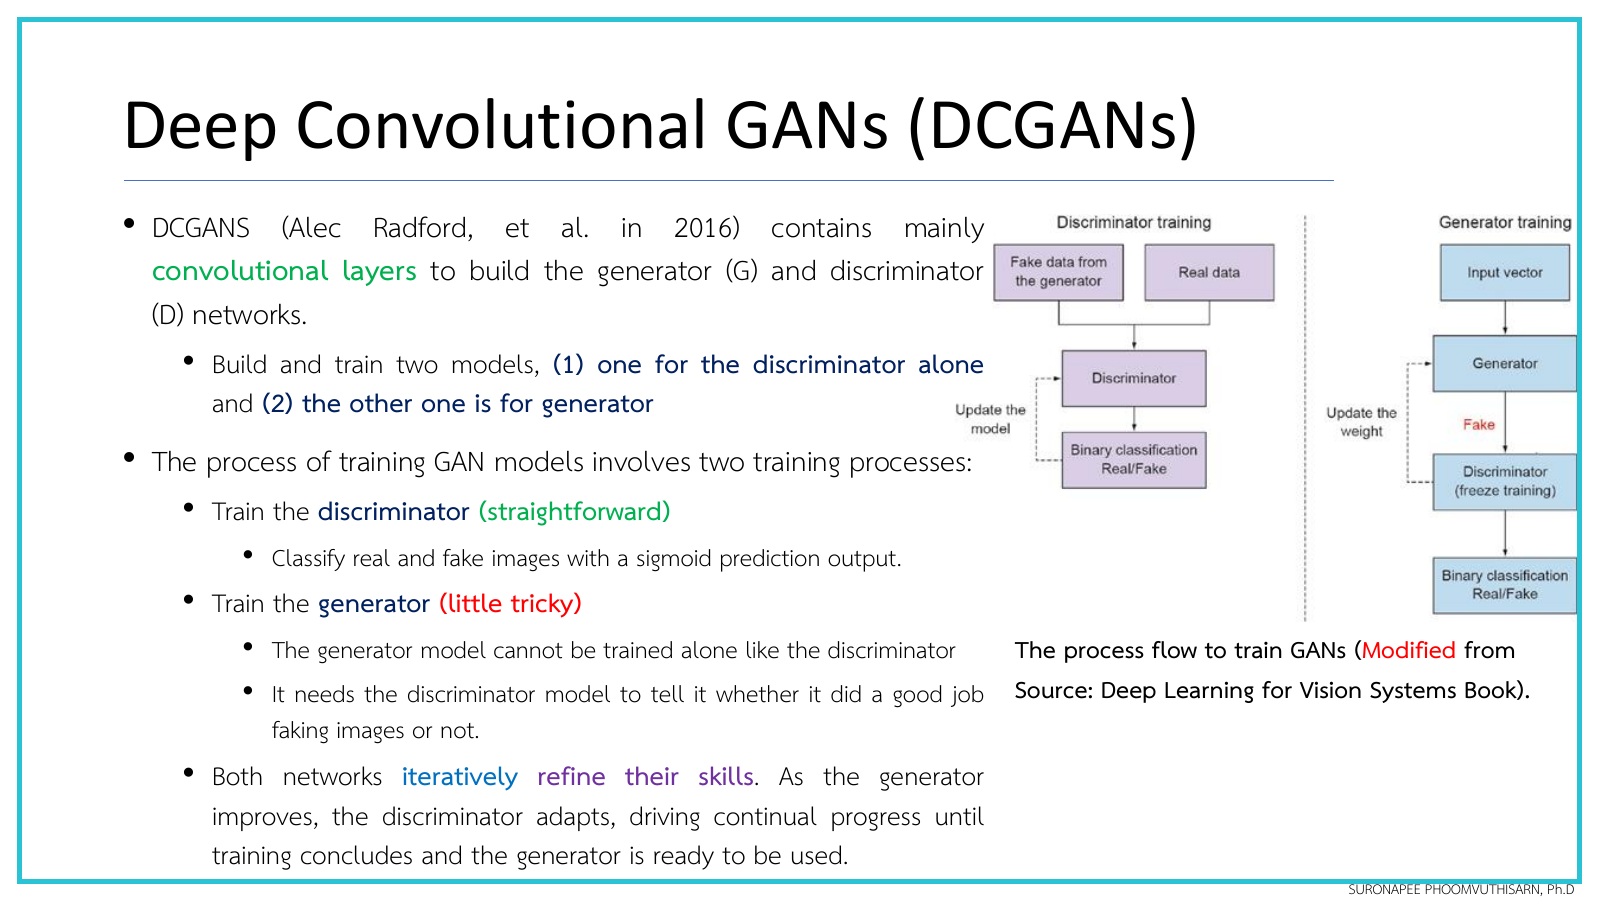 Deep Convolutional GANs (DCGANs)
• DCGANS (Alec Radford, et al. in 2016) contains mainly
convolutional layers to build the generator (G) and discriminator
(D) networks.
• Build and train two models, (1) one for the discriminator alone
and (2) the other one is for generator
• The process of training GAN models involves two training processes:
• Train the discriminator (straightforward)
• Classify real and fake images with a sigmoid prediction output.
• Train the generator (little tricky)
• The generator model cannot be trained alone like the discriminator
• It needs the discriminator model to tell it whether it did a good job
faking images or not.
• Both networks iteratively refine their skills. As the generator
improves, the discriminator adapts, driving continual progress until
training concludes and the generator is ready to be used.
Discriminator training
Fake data from
the generator
Real data
Discriminator
Update the
model
Binary classification
Real/Fake
Generator training
Input vector
Generator
Update the
weight
Fake
Discriminator
(freeze training)
Binary classification
Real/Fake
The process flow to train GANs (Modified from
Source: Deep Learning for Vision Systems Book).
SURONAPEE PHOOMVUTHISARN, Ph.D